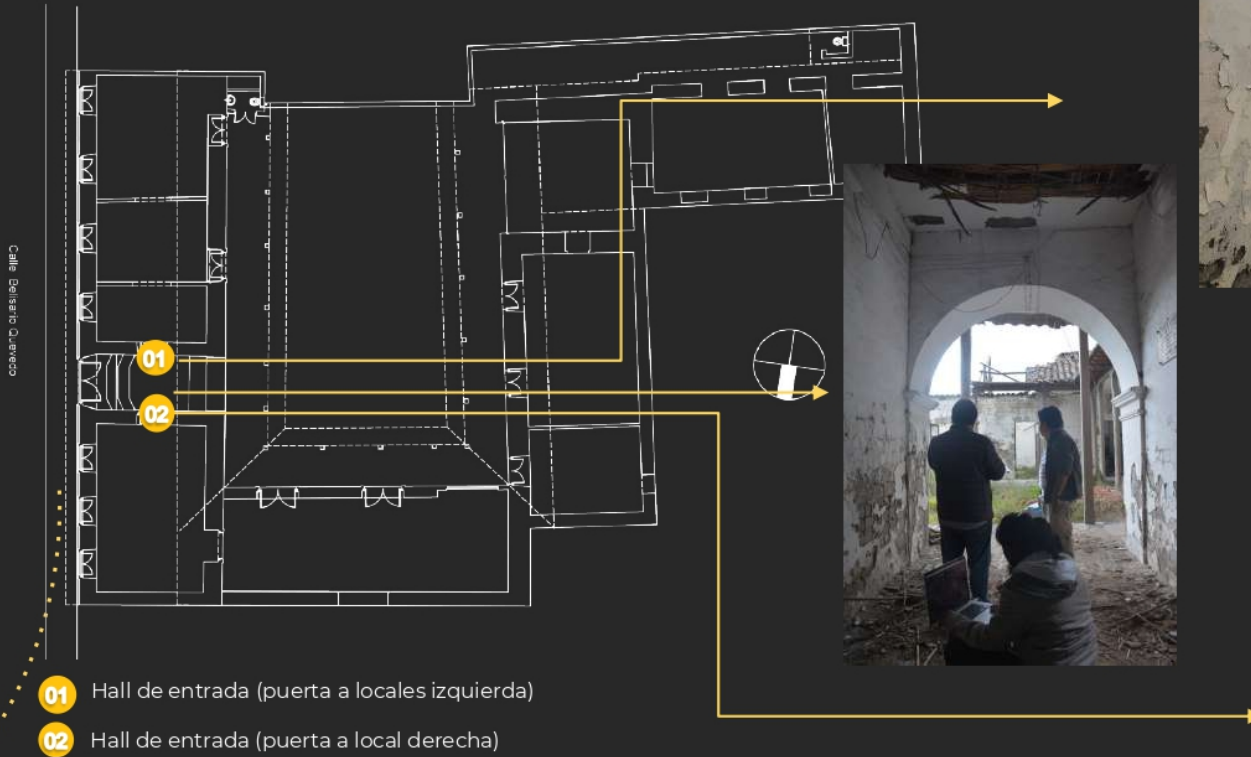 Calle Belisario Quevedo
01
02
01 Hall de entrada (puerta a locales izquierda)
02 Hall de entrada (puerta a local derecha)